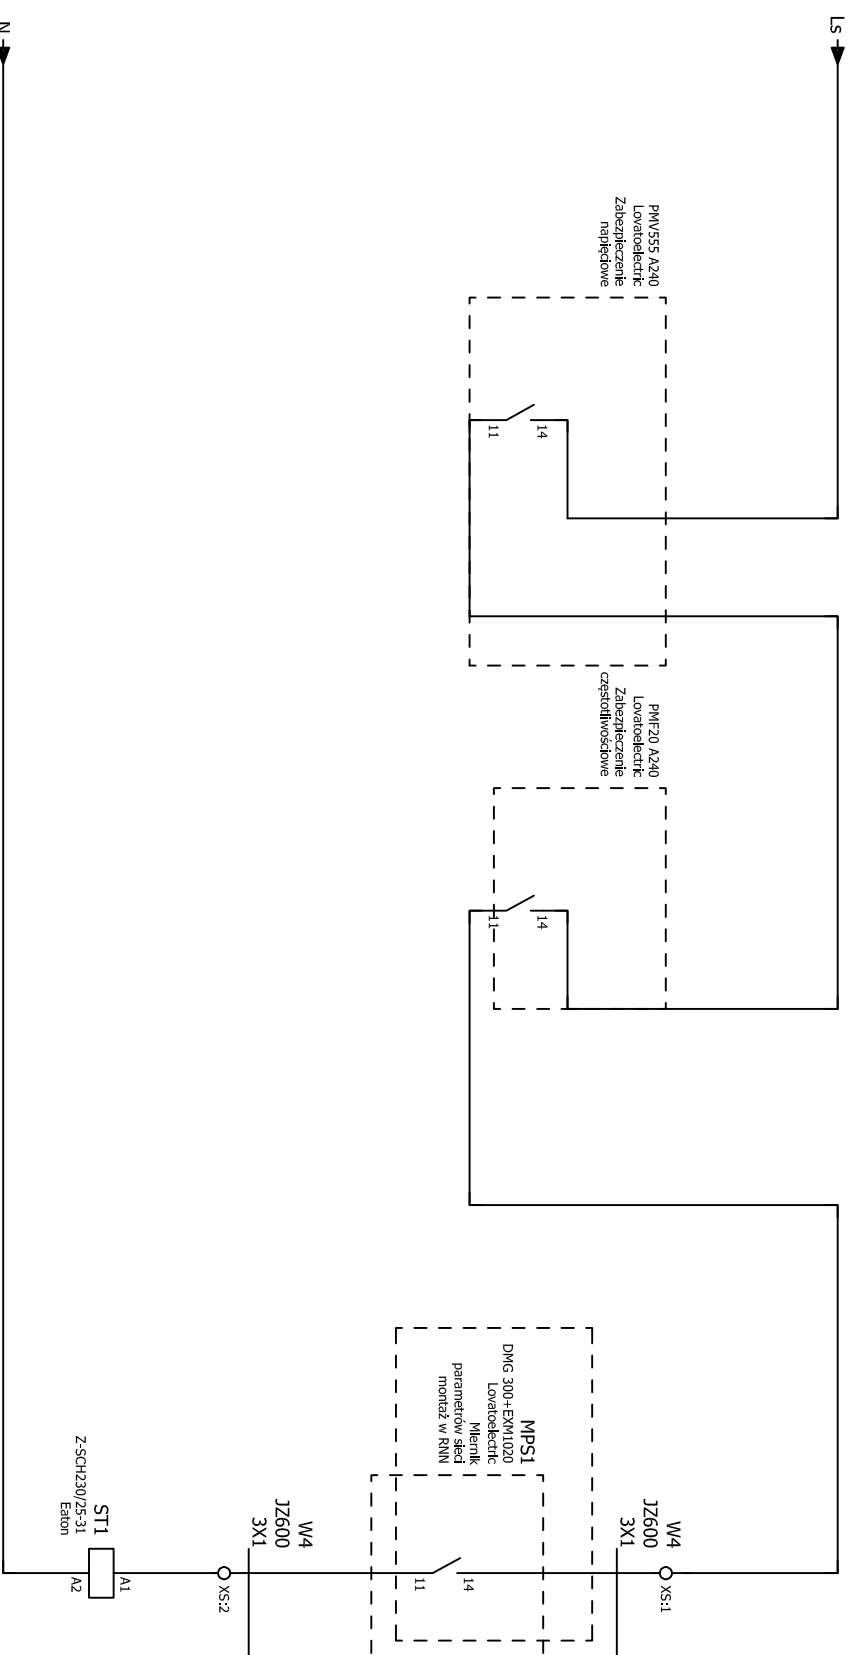 Ls
PMV555 A240
Lovatoelectric
Zabezpieczenie
napięciowe
14
11
PMF20 A240
Lovatoelectric
Zabezpieczenie
częstotliwościowe
14
11
W4
JZ600
3X1
XS:1
MPS1
DMG 300+EXM1020
Lovatoelectric
Miernik
parametrów sieci
montaż w RNN
14
11
W4
JZ600
3X1
XS:2
ST1
Z-SCH230/25-31
Eaton
A1
A2
N